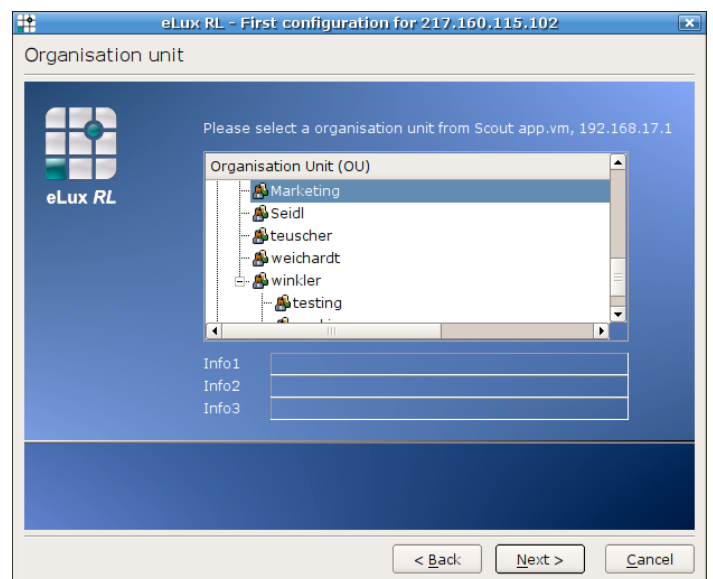 eLux RL - First configuration for 217.160.115.102
Organisation unit
Please select a organisation unit from Scout app.vm, 192.168.17.1
eLux RL
Organisation Unit (OU)
Marketing
Seidl
teuscher
weichardt
winkler
testing
Info1
Info2
Info3
< Back
Next >
Cancel